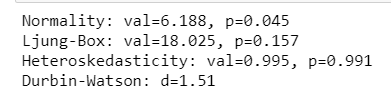 Normality: val=6.188, p=0.045
Ljung-Box: val=18.025, p=0.157
Heteroskedasticity: val=0.995, p=0.991
Durbin-Watson: d=1.51